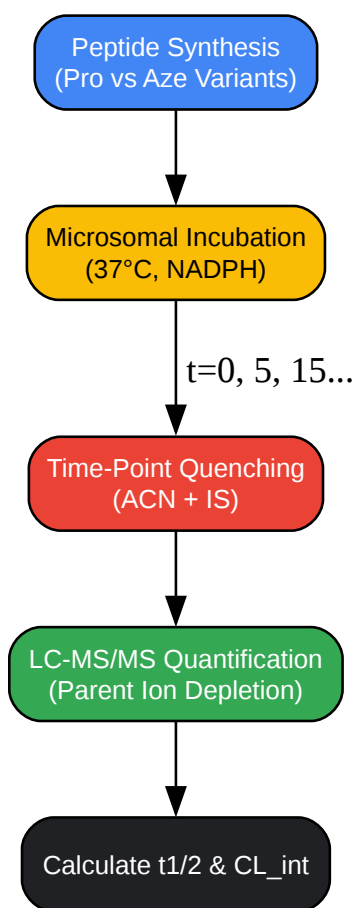 Peptide Synthesis
(Pro vs Aze Variants)
Microsomal Incubation
(37°C, NADPH)
t=0, 5, 15...
Time-Point Quenching
(ACN + IS)
LC-MS/MS Quantification
(Parent Ion Depletion)
Calculate t1/2 & CL_int